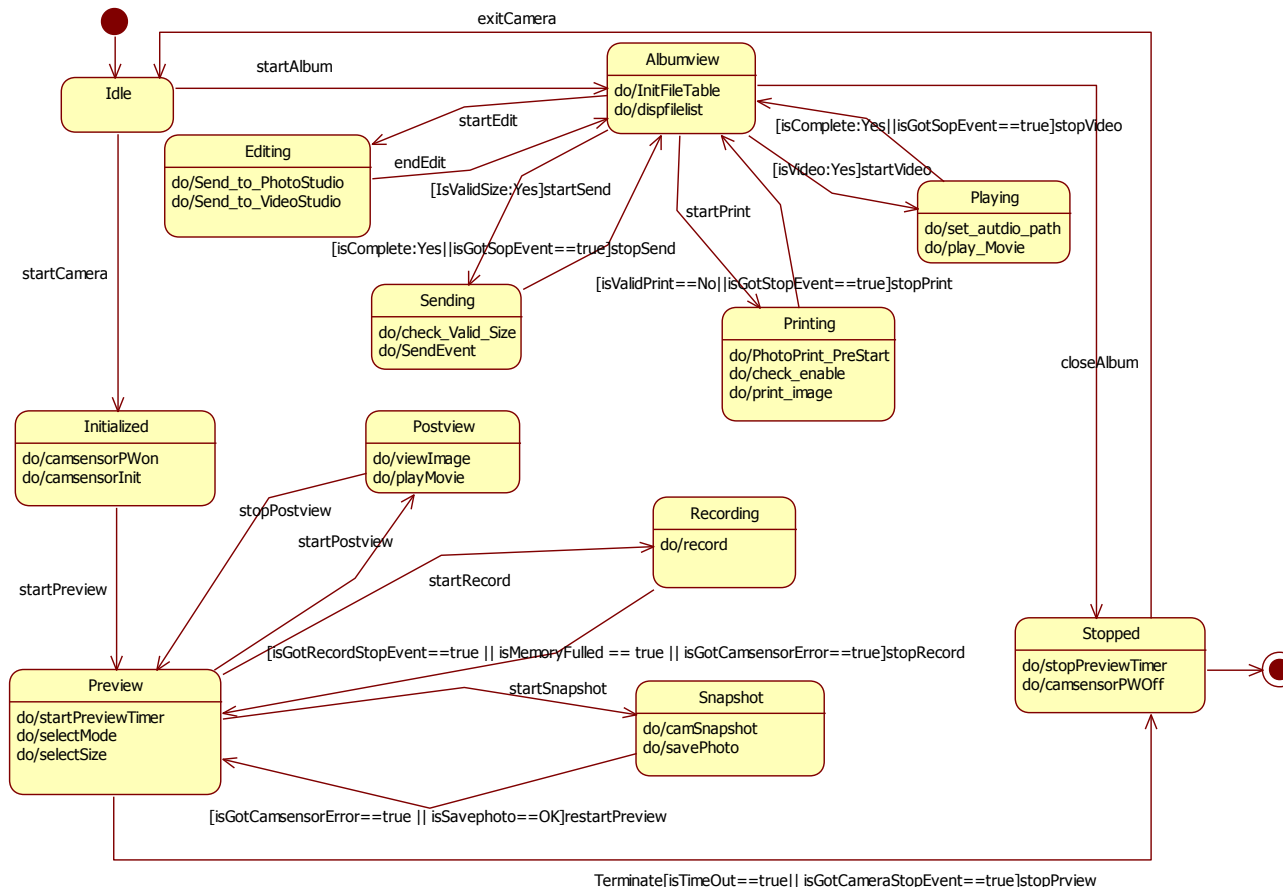 exitCamera
startAlbum
Albumview
do/InitFileTable
do/dispfilelist
Idle
startEdit
[isComplete:Yes||isGotSopEvent==true]stopVideo
Editing
do/Send_to_PhotoStudio
do/Send_to_VideoStudio
endEdit
[isVideo:Yes]startVideo
[IsValidSize:Yes]startSend
Playing
do/set_autdio_path
do/play_Movie
startPrint
[isComplete:Yes||isGotSopEvent==true]stopSend
startCamera
[isValidPrint==No||isGotStopEvent==true]stopPrint
Sending
do/check_Valid_Size
do/SendEvent
Printing
do/PhotoPrint_PreStart
do/check_enable
do/print_image
closeAlbum
Initialized
do/camsensorPWon
do/camsensorInit
Postview
do/viewImage
do/playMovie
stopPostview
startPostview
Recording
do/record
startRecord
startPreview
Stopped
do/stopPreviewTimer
do/camsensorPWOff
[isGotRecordStopEvent==true || isMemoryFulled == true || isGotCamsensorError==true]stopRecord
Preview
do/startPreviewTimer
do/selectMode
do/selectSize
startSnapshot
Snapshot
do/camSnapshot
do/savePhoto
[isGotCamsensorError==true || isSavephoto==OK]restartPreview
Terminate[isTimeOut==true|| isGotCameraStopEvent==true]stopPrview